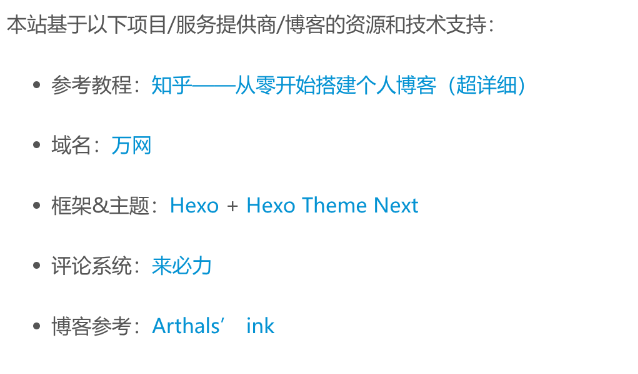 本站基于以下项目/服务提供商/博客的资源和技术支持：
• 参考教程：知乎——从零开始搭建个人博客（超详细）
• 域名：万网
• 框架&主题：Hexo + Hexo Theme Next
• 评论系统：来必力
• 博客参考：Arthals’ ink